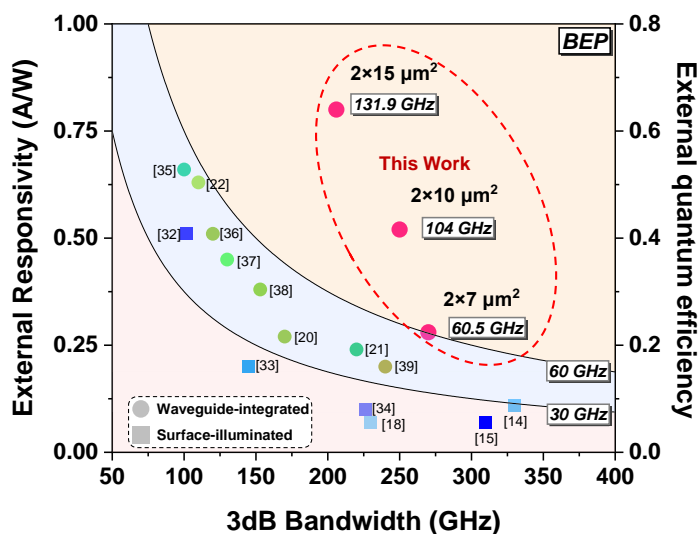 1.00
0.75
0.50
0.25
0.00
External Responsivity (A/W)
BEP
2×15 µm²
131.9 GHz
This Work
2×10 µm²
104 GHz
2×7 µm²
60.5 GHz
60 GHz
30 GHz
[35]
[22]
[32]
[36]
[37]
[38]
[20]
[21]
[39]
[33]
[34]
[18]
[15]
[14]
Waveguide-integrated
Surface-illuminated
0.8
0.6
0.4
0.2
0.0
External quantum efficiency
50 100 150 200 250 300 350 400
3dB Bandwidth (GHz)